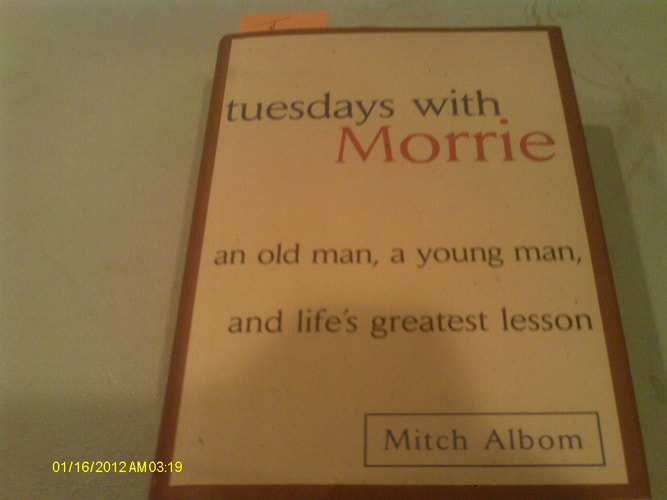 tuesdays with
Morrie
an old man, a young man,
and life's greatest lesson
Mitch Albom
01/16/2012 AM 03:19